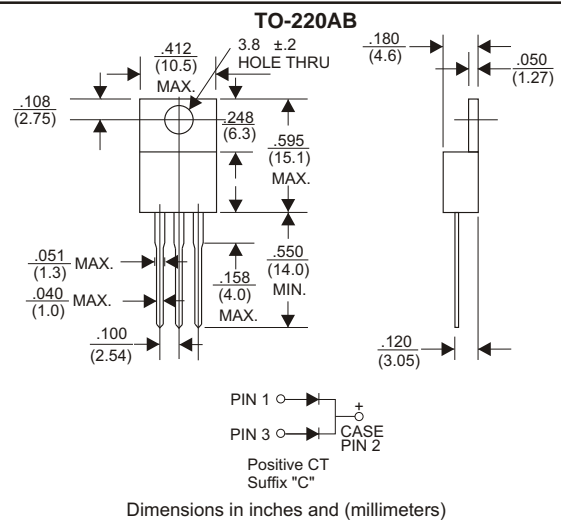 TO-220AB
.412
(10.5)
MAX.
3.8 ±.2
HOLE THRU
.180
(4.6)
.050
(1.27)
.108
(2.75)
.248
(6.3)
.595
(15.1)
MAX.
.051
(1.3)
MAX.
.040
(1.0)
MAX.
.158
(4.0)
MAX.
.550
(14.0)
MIN.
.100
(2.54)
.120
(3.05)
PIN 1
+
PIN 3
CASE
PIN 2
Positive CT
Suffix "C"
Dimensions in inches and (millimeters)